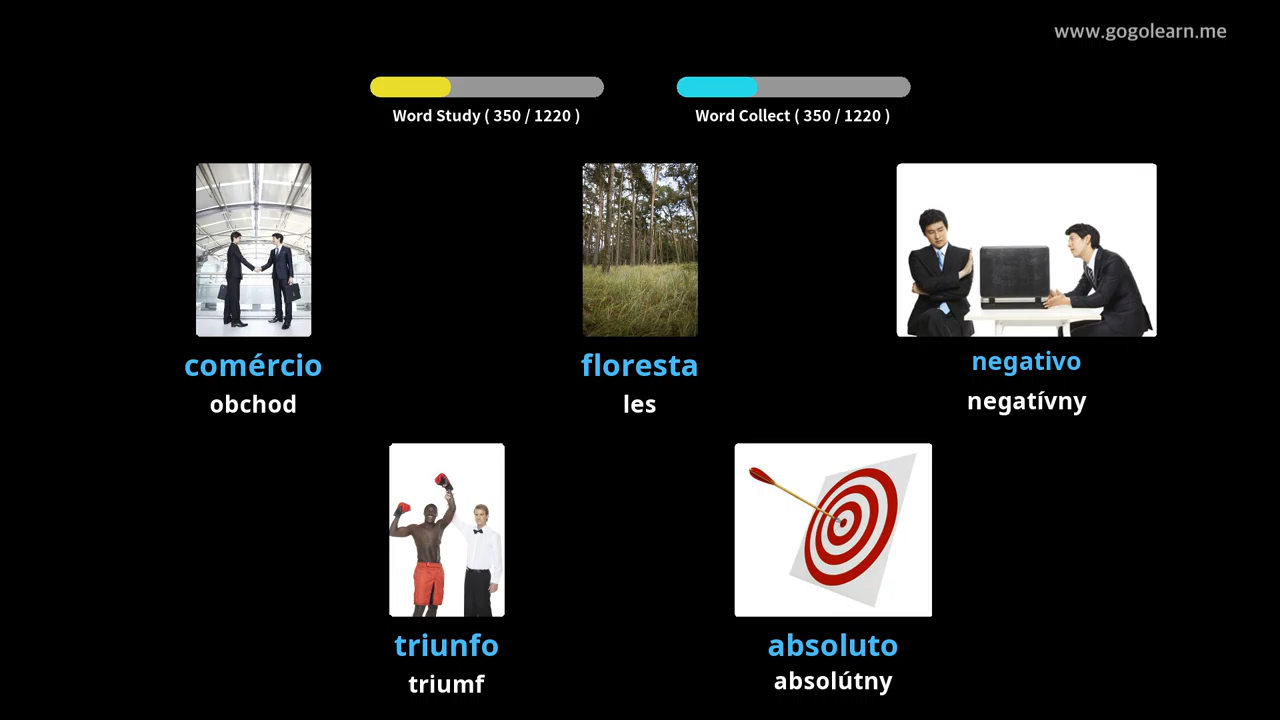 www.gogolearn.me
Word Study ( 350 / 1220 )
Word Collect ( 350 / 1220 )
comércio
obchod
floresta
les
negativo
negatívny
triunfo
triumf
absoluto
absolútny